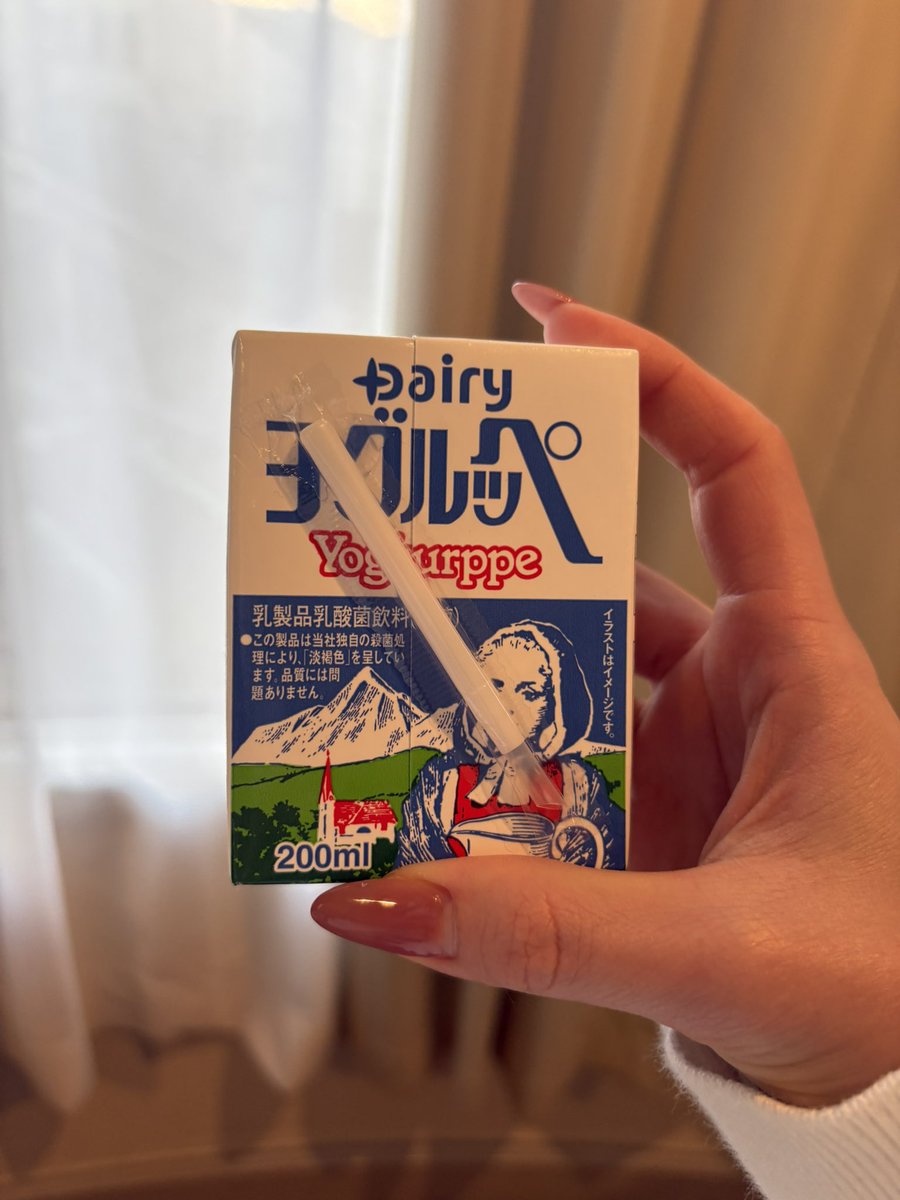 Dairy
ヨグルッペ
Yoghurppe
乳製品乳酸菌飲料
●この製品は当社独自の殺菌処
理により、「淡褐色」を呈してい
ます。品質には問
題ありません。
イラストはイメージです。
200ml